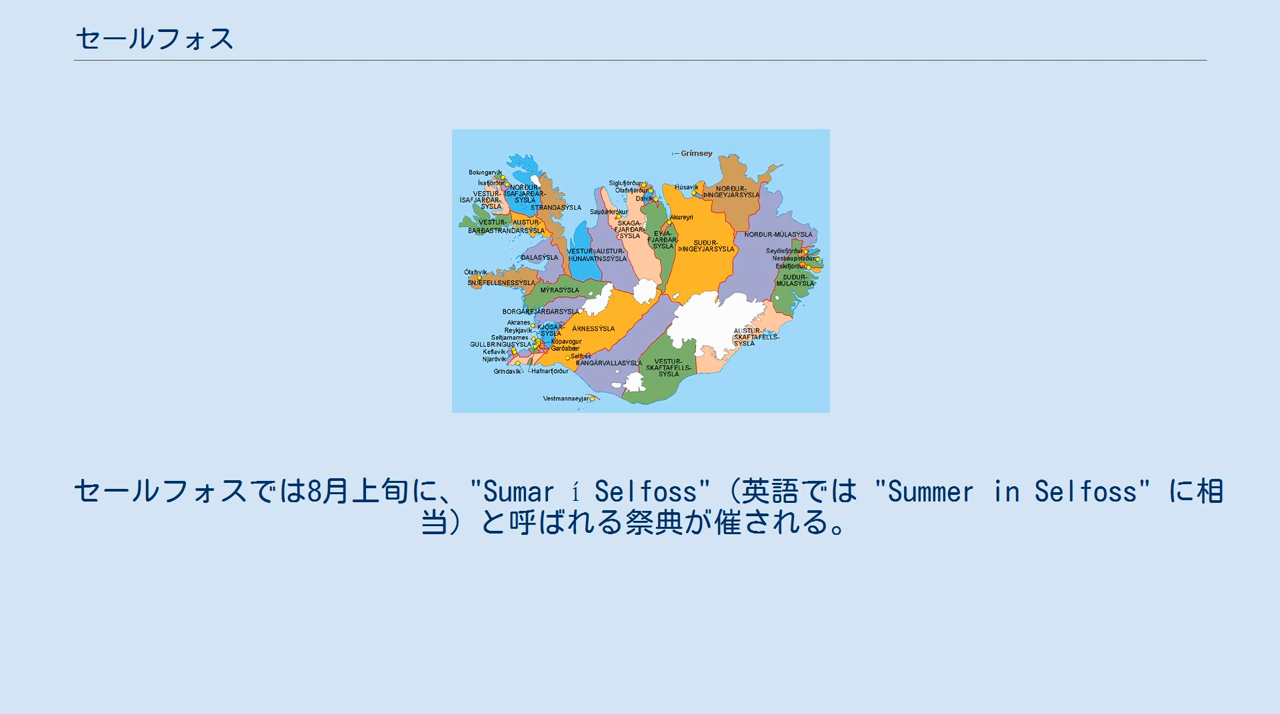 セールフォス
Grímsey
Bolungarvík
Ísafjörður
VESTUR-
ÍSAFJARÐAR-
SÝSLA
NORÐUR-
ÍSAFJARÐAR-
SÝSLA
STRANDASÝSLA
VESTUR-
AUSTUR-
BARÐASTRANDARSÝSLA
DALASÝSLA
Ólafsvík
SNÆFELLSNESSÝSLA
MÝRASÝSLA
BORGARFJARÐARSÝSLA
Akranes
Reykjavík
Seltjarnarnes
GULLBRINGUSÝSLA
Keflavík
Njarðvík
Grindavík
Hafnarfjörður
KJÓSAR-
SÝSLA
Kópavogur
Garðabær
Selfoss
ÁRNESSÝSLA
RANGÁRVALLASÝSLA
Vestmannaeyjar
VESTUR-
SKAFTAFELLS-
SÝSLA
AUSTUR-
SKAFTAFELLS-
SÝSLA
Siglufjörður
Ólafsfjörður
Dalvík
Sauðárkrókur
SKAGA-
FJARÐAR-
SÝSLA
VESTUR-
AUSTUR-
HÚNAVATNSSÝSLA
EYJA-
FJARÐAR-
SÝSLA
Akureyri
Húsavík
SUÐUR-
ÞINGEYJARSÝSLA
NORÐUR-
ÞINGEYJARSÝSLA
NORÐUR-MÚLASÝSLA
Seyðisfjörður
Neskaupstaður
Eskifjörður
SUÐUR-
MÚLASÝSLA
セールフォスでは8月上旬に、"Sumar í Selfoss"（英語では "Summer in Selfoss" に相
当）と呼ばれる祭典が催される。